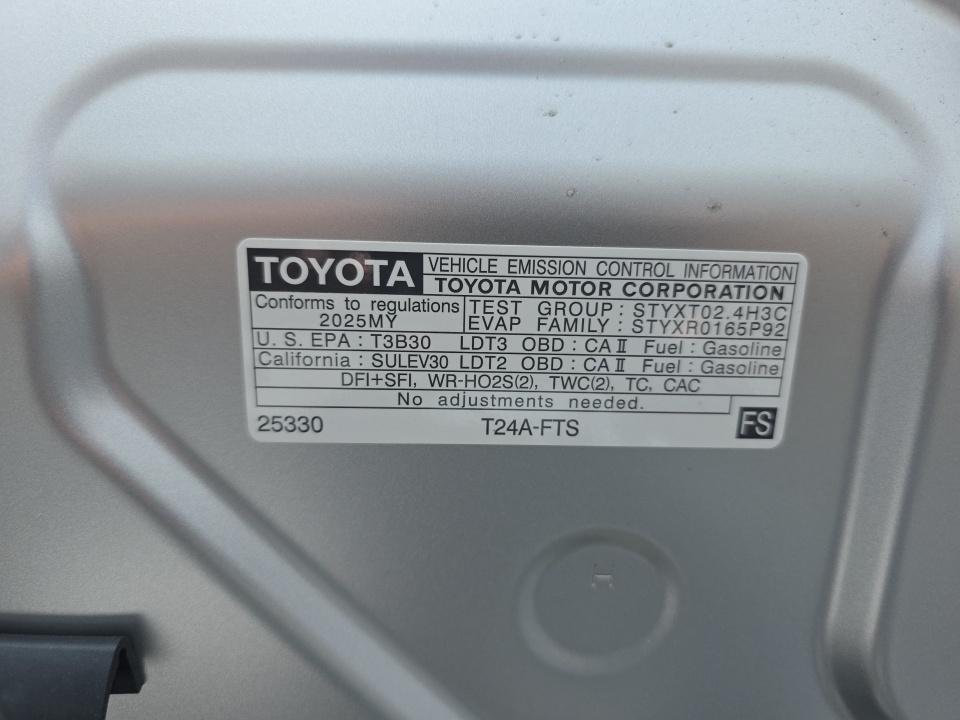 TOYOTA VEHICLE EMISSION CONTROL INFORMATION
TOYOTA MOTOR CORPORATION
Conforms to regulations
2025MY
TEST GROUP : STYXT02.4H3C
EVAP FAMILY : STYXR0165P92
U.S. EPA : T3B30 LDT3 OBD : CA II Fuel : Gasoline
California : SULEV30 LDT2 OBD : CA II Fuel : Gasoline
DFI+SFI, WR-HO2S(2), TWC(2), TC, CAC
No adjustments needed.
25330 T24A-FTS FS
H